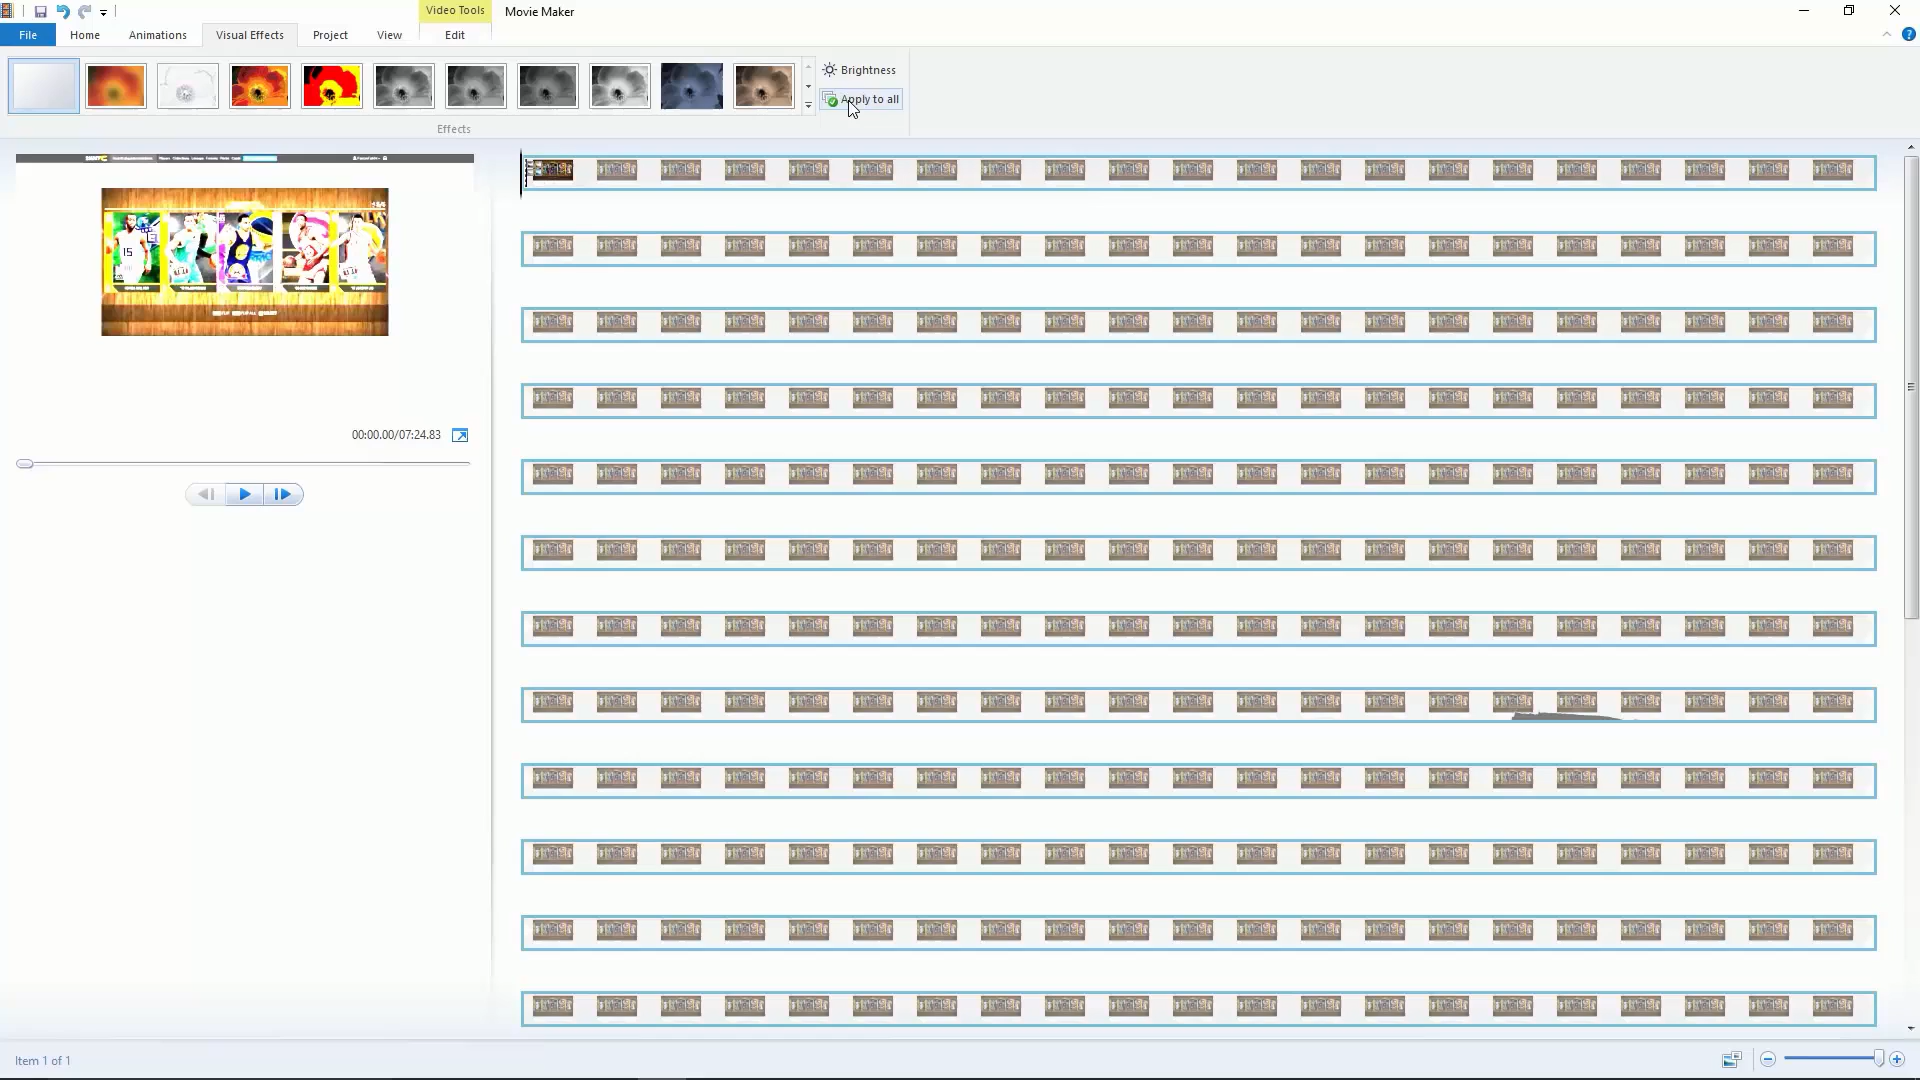 Video Tools
Movie Maker
File
Home
Animations
Visual Effects
Project
View
Edit
Brightness
Apply to all
Effects
15
00:00.00/07:24.83
Item 1 of 1